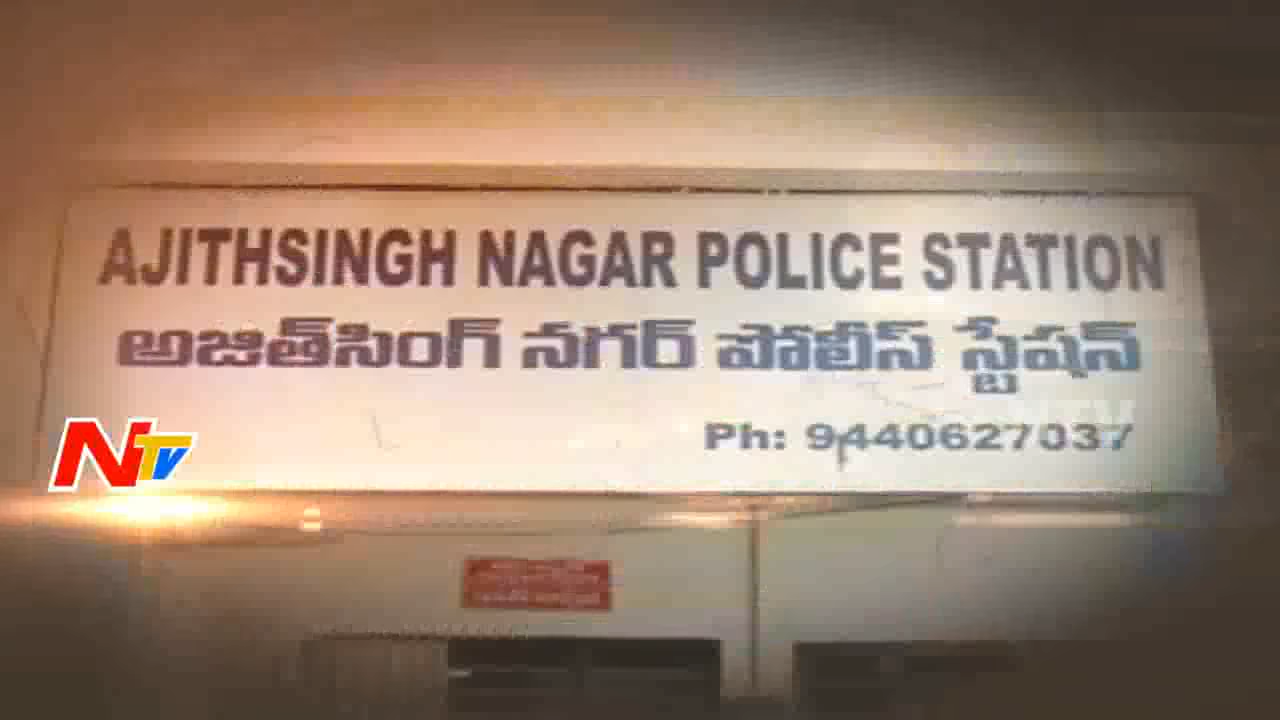 AJITHSINGH NAGAR POLICE STATION
అజిత్‌సింగ్ నగర్ పోలీస్ స్టేషన్
Ph: 9440627037
NTV